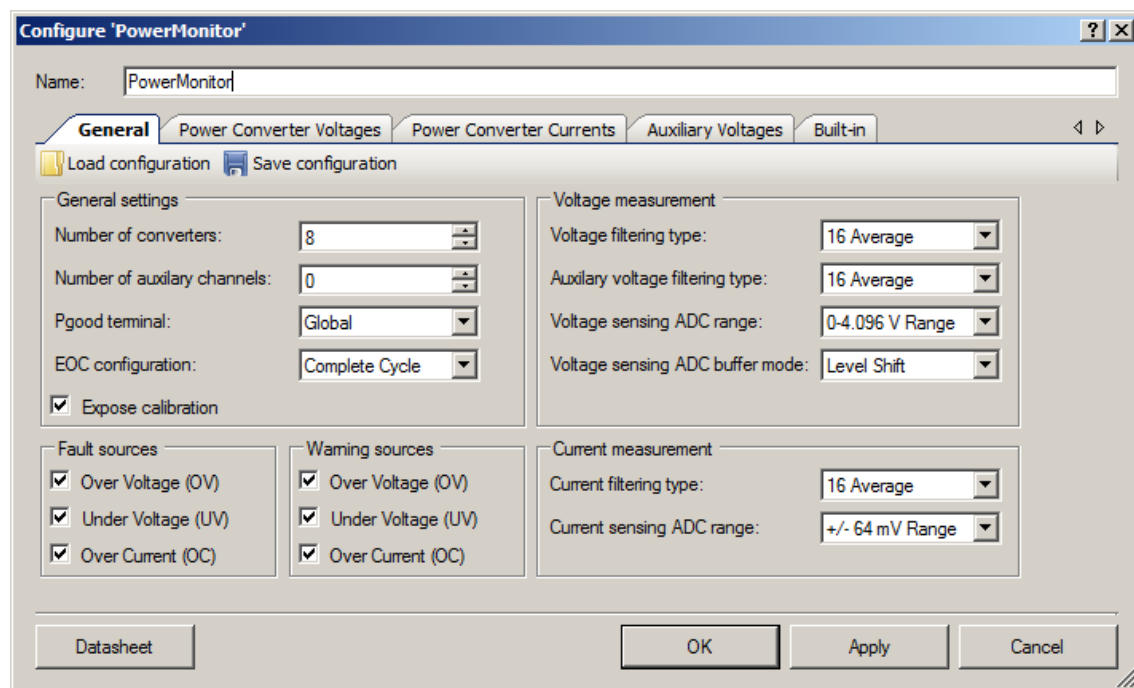 Configure 'PowerMonitor'
Name: PowerMonitor
General Power Converter Voltages Power Converter Currents Auxiliary Voltages Built-in
Load configuration Save configuration
General settings
Number of converters: 8
Number of auxilary channels: 0
Pgood terminal: Global
EOC configuration: Complete Cycle
Expose calibration
Voltage measurement
Voltage filtering type: 16 Average
Auxilary voltage filtering type: 16 Average
Voltage sensing ADC range: 0-4.096 V Range
Voltage sensing ADC buffer mode: Level Shift
Fault sources
Over Voltage (OV)
Under Voltage (UV)
Over Current (OC)
Warning sources
Over Voltage (OV)
Under Voltage (UV)
Over Current (OC)
Current measurement
Current filtering type: 16 Average
Current sensing ADC range: +/- 64 mV Range
Datasheet OK Apply Cancel